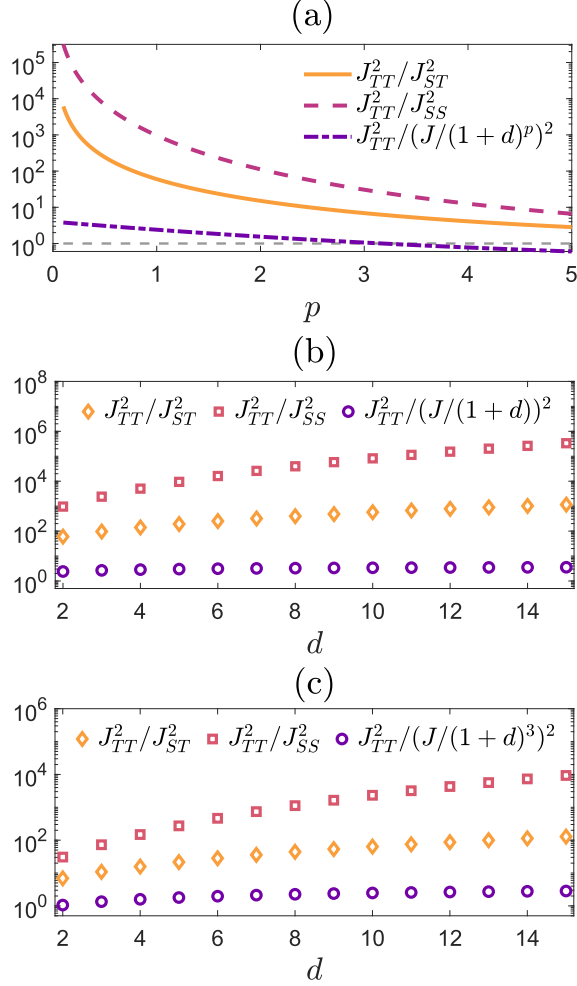 (a)
10^5
10^4
10^3
10^2
10^1
10^0
J_{TT}^2/J_{ST}^2
J_{TT}^2/J_{SS}^2
J_{TT}^2/(J/(1+d)^p)^2
0 1 2 3 4 5
p
(b)
10^8
10^6
10^4
10^2
10^0
J_{TT}^2/J_{ST}^2 J_{TT}^2/J_{SS}^2 J_{TT}^2/(J/(1+d))^2
2 4 6 8 10 12 14
d
(c)
10^6
10^4
10^2
10^0
J_{TT}^2/J_{ST}^2 J_{TT}^2/J_{SS}^2 J_{TT}^2/(J/(1+d)^3)^2
2 4 6 8 10 12 14
d